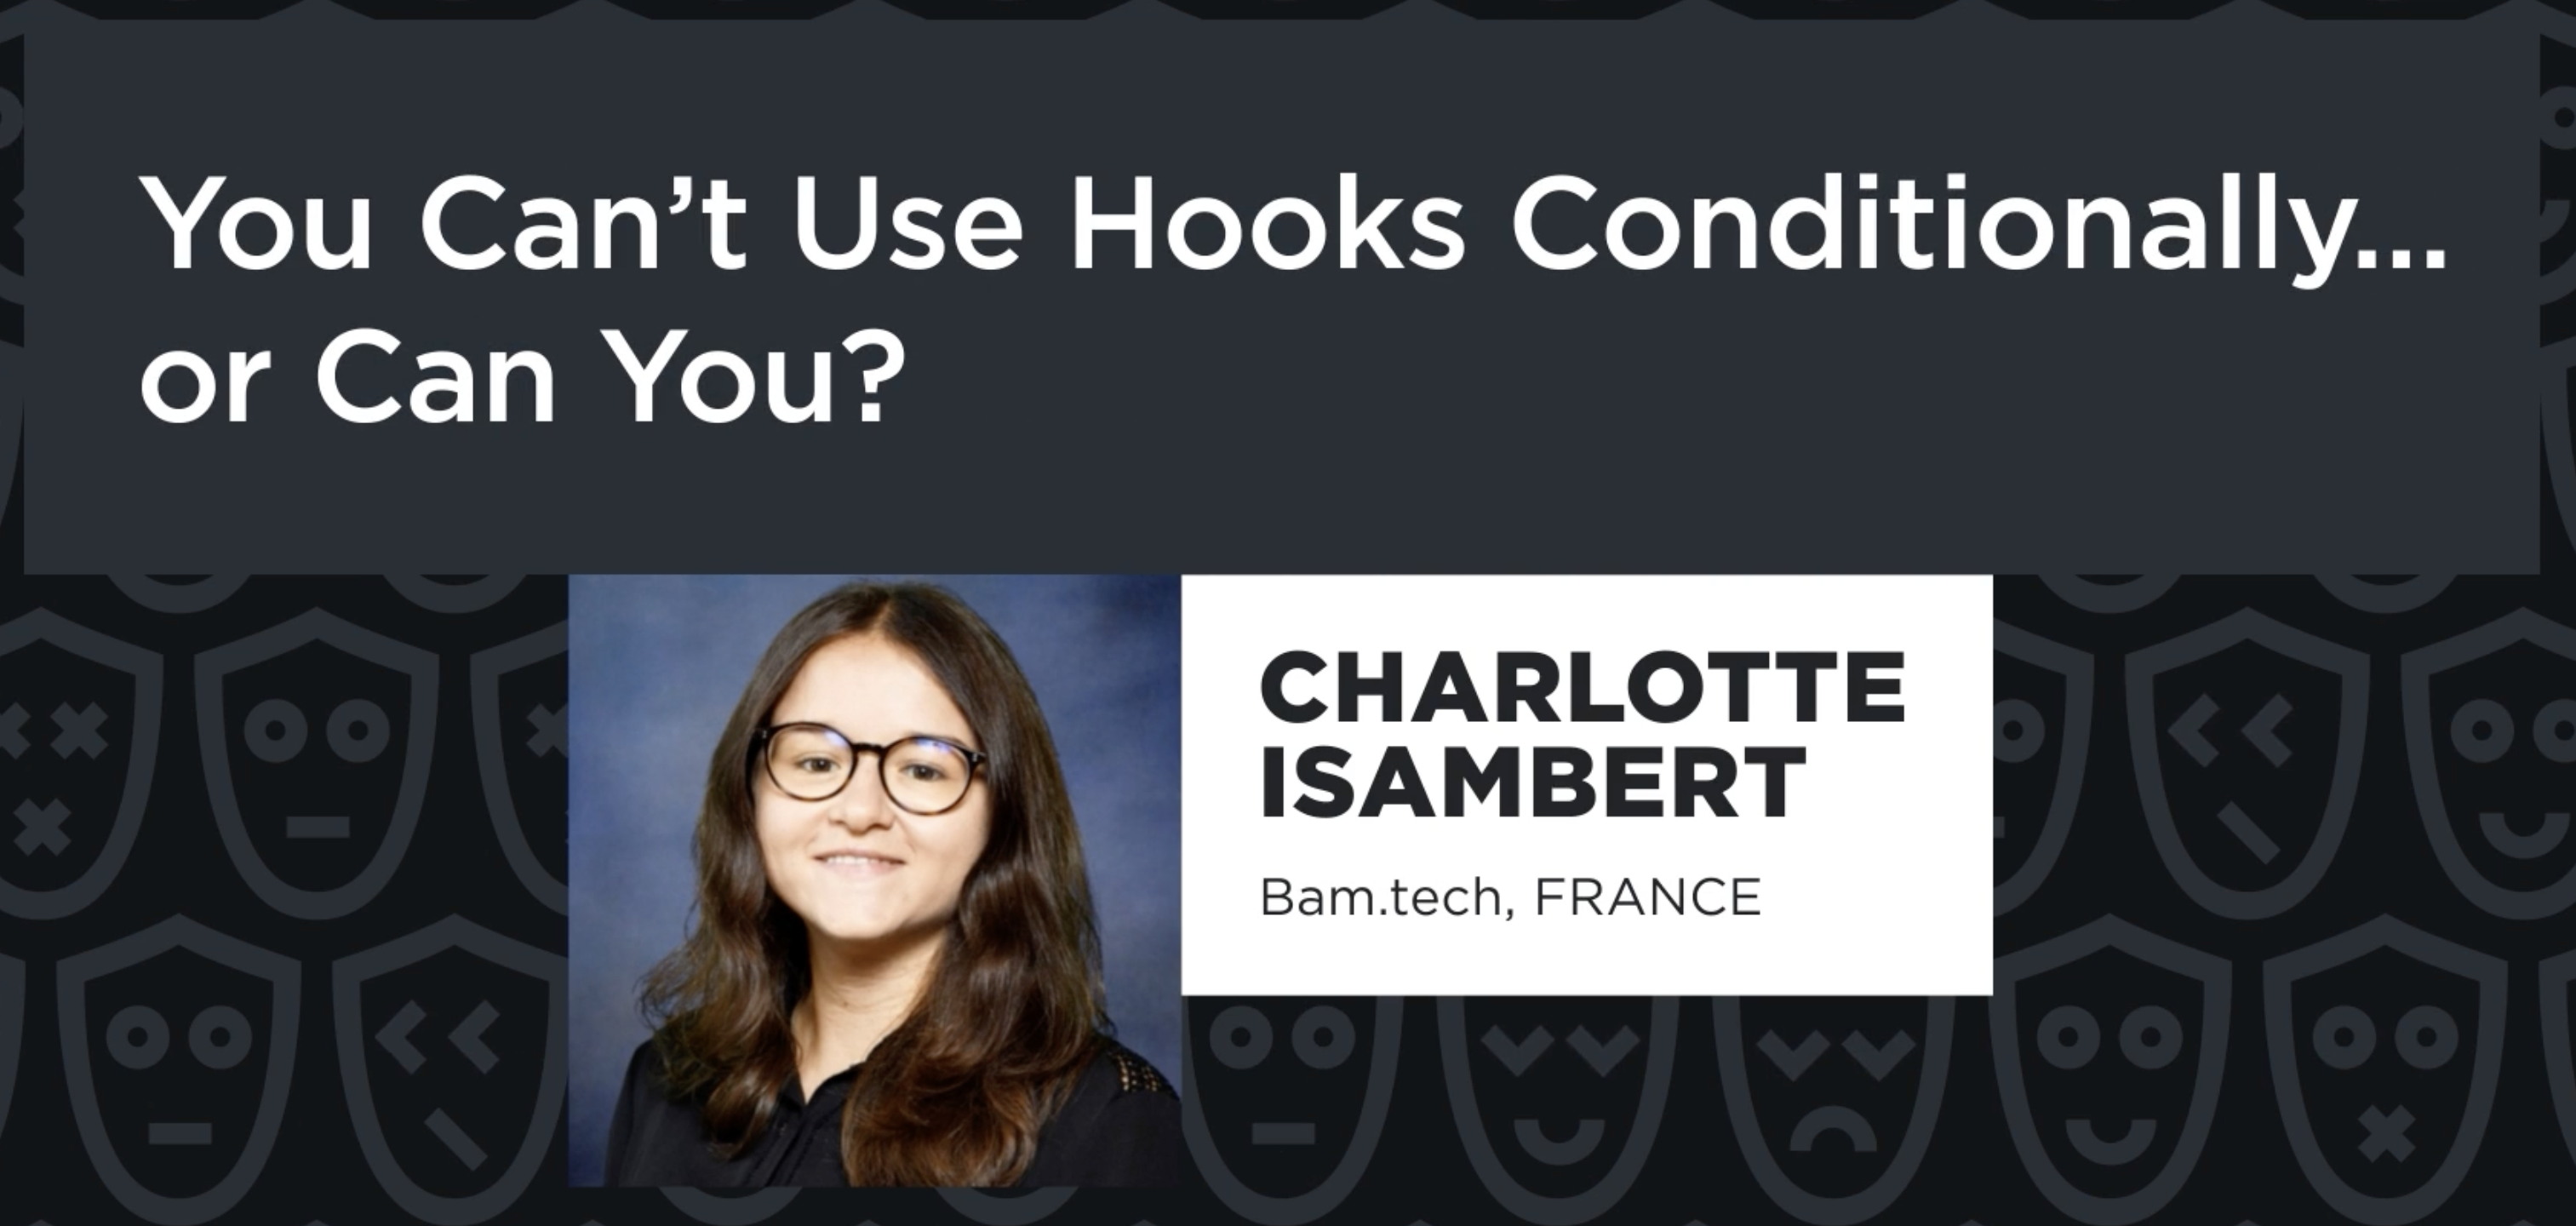 You Can’t Use Hooks Conditionally...
or Can You?
CHARLOTTE
ISAMBERT
Bam.tech, FRANCE